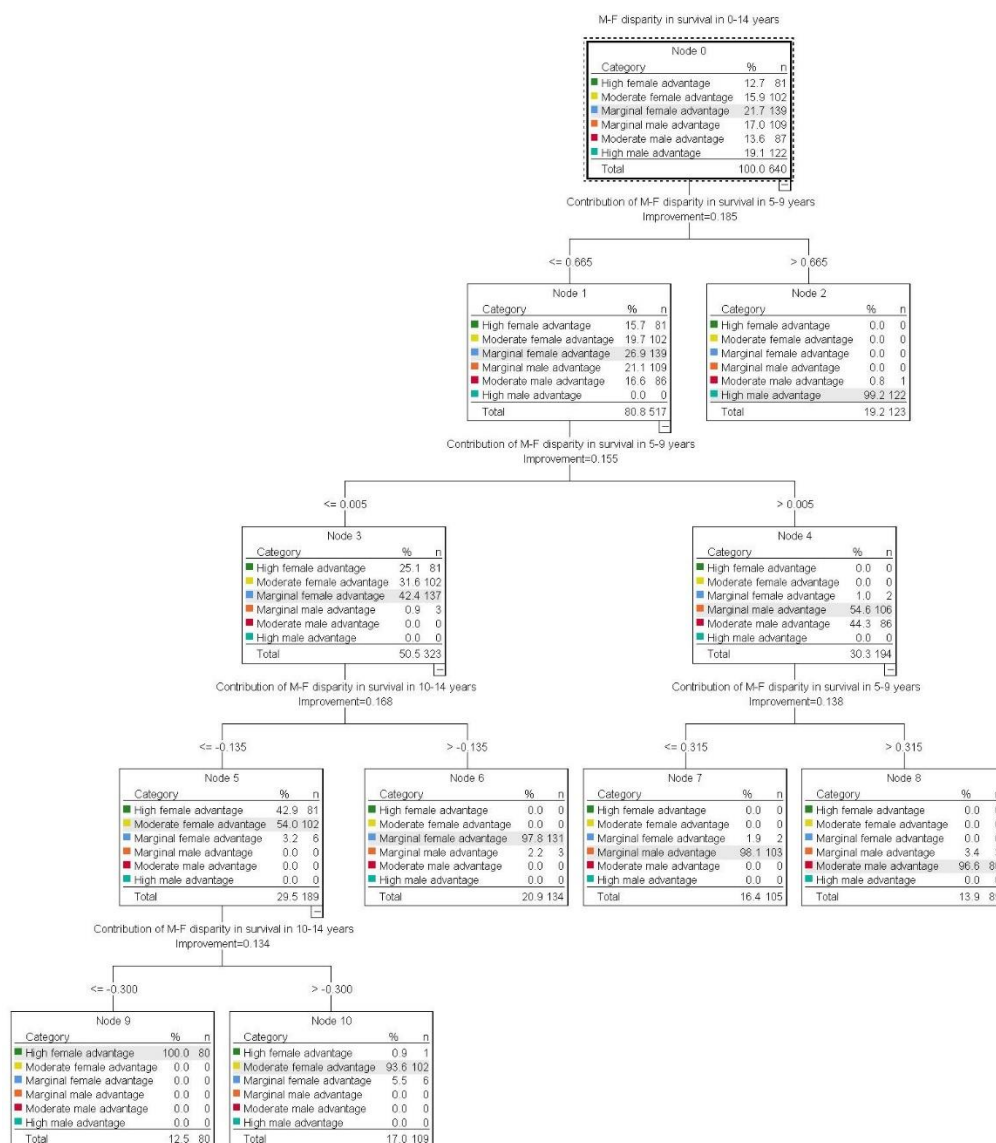 M-F disparity in survival in 0-14 years
Node 0
Category % n
High female advantage 12.7 81
Moderate female advantage 15.9 102
Marginal female advantage 21.7 139
Marginal male advantage 17.0 109
Moderate male advantage 13.6 87
High male advantage 19.1 122
Total 100.0 640
Contribution of M-F disparity in survival in 5-9 years
Improvement=0.185
<= 0.665
> 0.665
Node 1
Category % n
High female advantage 15.7 81
Moderate female advantage 19.7 102
Marginal female advantage 26.9 139
Marginal male advantage 21.1 109
Moderate male advantage 16.6 86
High male advantage 0.0 0
Total 80.8 517
Node 2
Category % n
High female advantage 0.0 0
Moderate female advantage 0.0 0
Marginal female advantage 0.0 0
Marginal male advantage 0.0 0
Moderate male advantage 0.8 1
High male advantage 99.2 122
Total 19.2 123
Contribution of M-F disparity in survival in 5-9 years
Improvement=0.155
<= 0.005
> 0.005
Node 3
Category % n
High female advantage 25.1 81
Moderate female advantage 31.6 102
Marginal female advantage 42.4 137
Marginal male advantage 0.9 3
Moderate male advantage 0.0 0
High male advantage 0.0 0
Total 50.5 323
Node 4
Category % n
High female advantage 0.0 0
Moderate female advantage 0.0 0
Marginal female advantage 1.0 2
Marginal male advantage 54.6 106
Moderate male advantage 44.3 86
High male advantage 0.0 0
Total 30.3 194
Contribution of M-F disparity in survival in 10-14 years
Improvement=0.168
Contribution of M-F disparity in survival in 5-9 years
Improvement=0.138
<= -0.135
> -0.135
<= 0.315
> 0.315
Node 5
Category % n
High female advantage 42.9 81
Moderate female advantage 54.0 102
Marginal female advantage 3.2 6
Marginal male advantage 0.0 0
Moderate male advantage 0.0 0
High male advantage 0.0 0
Total 29.5 189
Node 6
Category % n
High female advantage 0.0 0
Moderate female advantage 0.0 0
Marginal female advantage 97.8 131
Marginal male advantage 2.2 3
Moderate male advantage 0.0 0
High male advantage 0.0 0
Total 20.9 134
Node 7
Category % n
High female advantage 0.0 0
Moderate female advantage 0.0 0
Marginal female advantage 1.9 2
Marginal male advantage 98.1 103
Moderate male advantage 0.0 0
High male advantage 0.0 0
Total 16.4 105
Node 8
Category %
High female advantage 0.0
Moderate female advantage 0.0
Marginal female advantage 0.0
Marginal male advantage 3.4
Moderate male advantage 96.6
High male advantage 0.0
Total 13.9
Contribution of M-F disparity in survival in 10-14 years
Improvement=0.134
<= -0.300
> -0.300
Node 9
Category % n
High female advantage 100.0 80
Moderate female advantage 0.0 0
Marginal female advantage 0.0 0
Marginal male advantage 0.0 0
Moderate male advantage 0.0 0
High male advantage 0.0 0
Total 12.5 80
Node 10
Category % n
High female advantage 0.9 1
Moderate female advantage 93.6 102
Marginal female advantage 5.5 6
Marginal male advantage 0.0 0
Moderate male advantage 0.0 0
High male advantage 0.0 0
Total 17.0 109